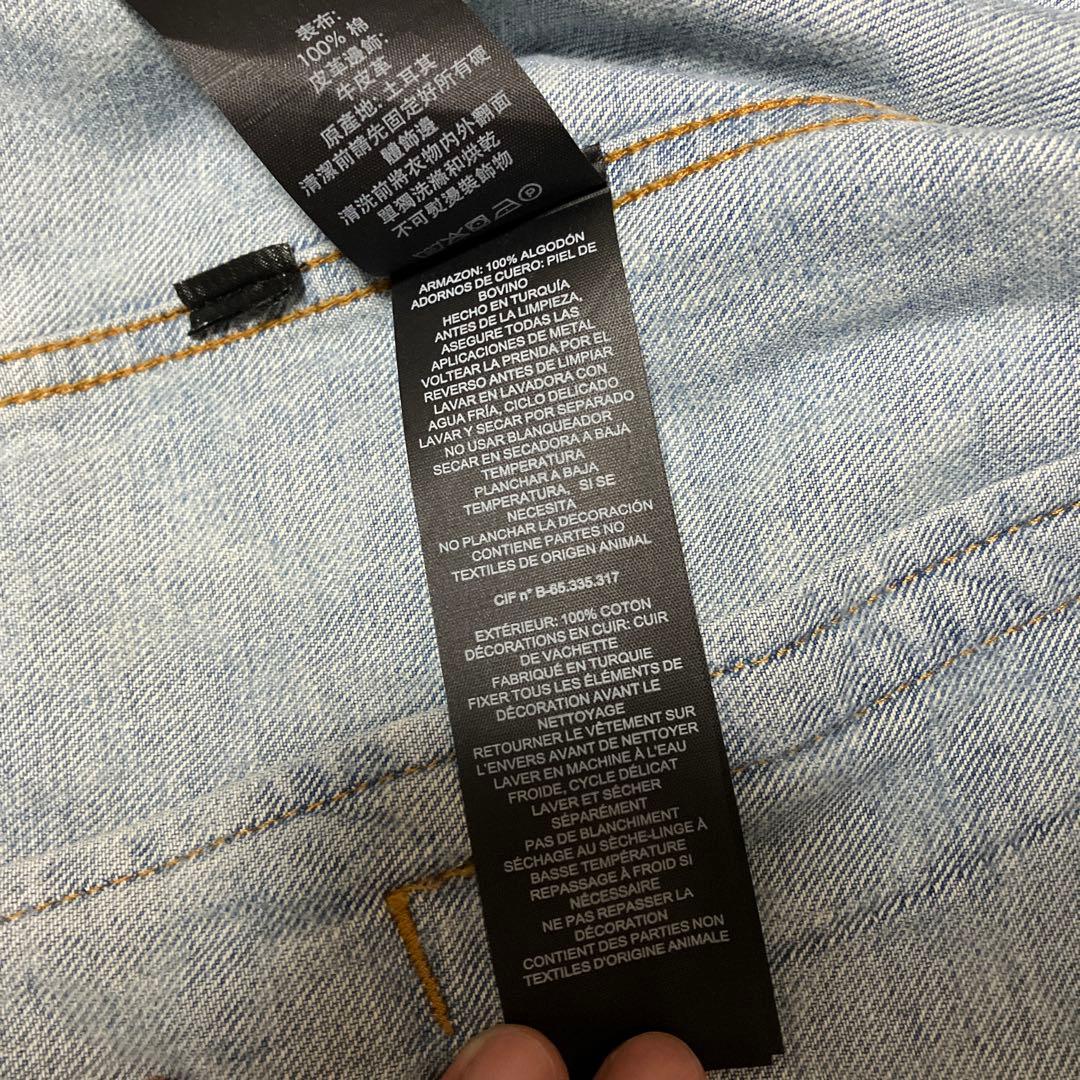 表布:
100% 棉
皮革邊飾:
牛皮革
原產地: 土耳其
清潔前請先固定好所有硬
體飾邊
清洗前將衣物內外翻面
單獨洗滌和烘乾
不可熨燙裝飾物
ARMAZON: 100% ALGODÓN
ADORNOS DE CUERO: PIEL DE
BOVINO
HECHO EN TURQUÍA
ANTES DE LA LIMPIEZA,
ASEGURE TODAS LAS
APLICACIONES DE METAL
VOLTEAR LA PRENDA POR EL
REVERSO ANTES DE LIMPIAR
LAVAR EN LAVADORA CON
AGUA FRÍA, CICLO DELICADO
LAVAR Y SECAR POR SEPARADO
NO USAR BLANQUEADOR
SECAR EN SECADORA A BAJA
TEMPERATURA
PLANCHAR A BAJA
TEMPERATURA, SI SE
NECESITA
NO PLANCHAR LA DECORACIÓN
CONTIENE PARTES NO
TEXTILES DE ORIGEN ANIMAL
CIF nº B-65.335.317
EXTÉRIEUR: 100% COTON
DÉCORATIONS EN CUIR: CUIR
DE VACHETTE
FABRIQUÉ EN TURQUIE
FIXER TOUS LES ÉLÉMENTS DE
DÉCORATION AVANT LE
NETTOYAGE
RETOURNER LE VÊTEMENT SUR
L'ENVERS AVANT DE NETTOYER
LAVER EN MACHINE À L'EAU
FROIDE, CYCLE DÉLICAT
LAVER ET SÉCHER
SÉPARÉMENT
PAS DE BLANCHIMENT
SÉCHAGE AU SÈCHE-LINGE À
BASSE TEMPÉRATURE
REPASSAGE À FROID SI
NÉCESSAIRE
NE PAS REPASSER LA
DÉCORATION
CONTIENT DES PARTIES NON
TEXTILES D'ORIGINE ANIMALE